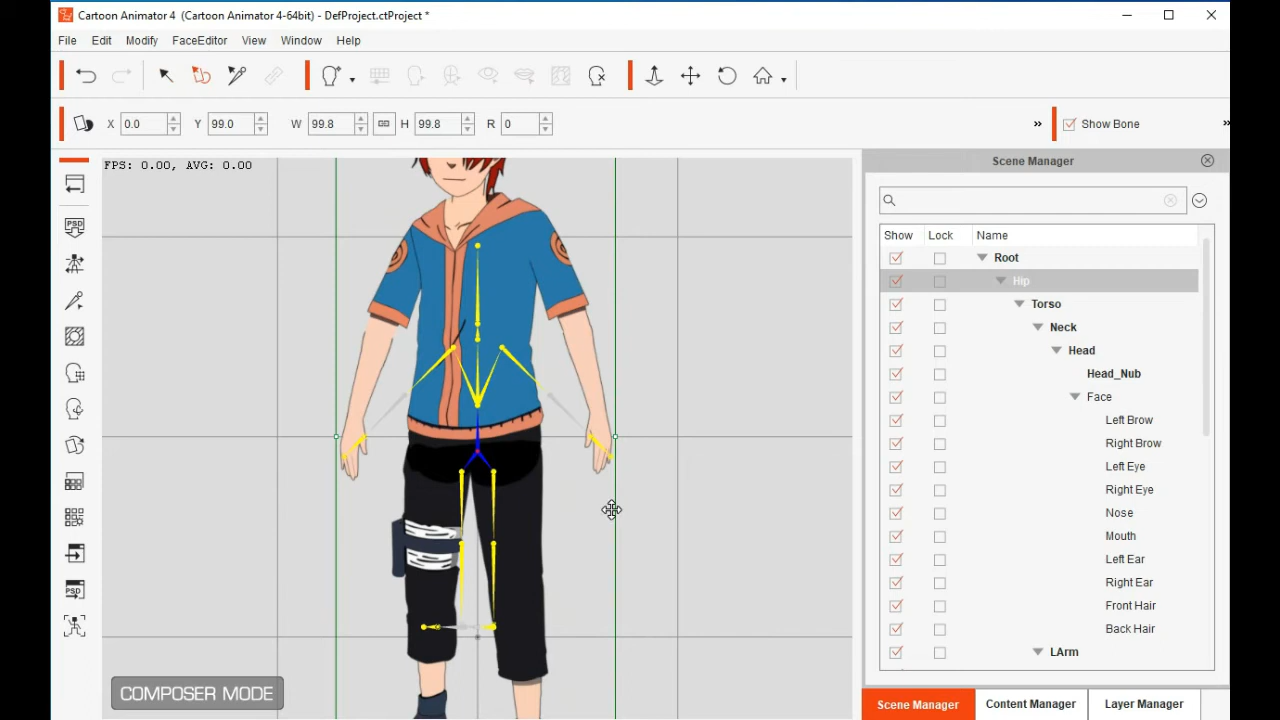 Cartoon Animator 4 (Cartoon Animator 4-64bit) - DefProject.ctProject *
File Edit Modify FaceEditor View Window Help
X 0.0 Y 99.0 W 99.8 H 99.8 R 0 » Show Bone »
FPS: 0.00, AVG: 0.00
Scene Manager
Show Lock Name
Root
Hip
Torso
Neck
Head
Head_Nub
Face
Left Brow
Right Brow
Left Eye
Right Eye
Nose
Mouth
Left Ear
Right Ear
Front Hair
Back Hair
LArm
PSD
PSD
COMPOSER MODE
Scene Manager Content Manager Layer Manager